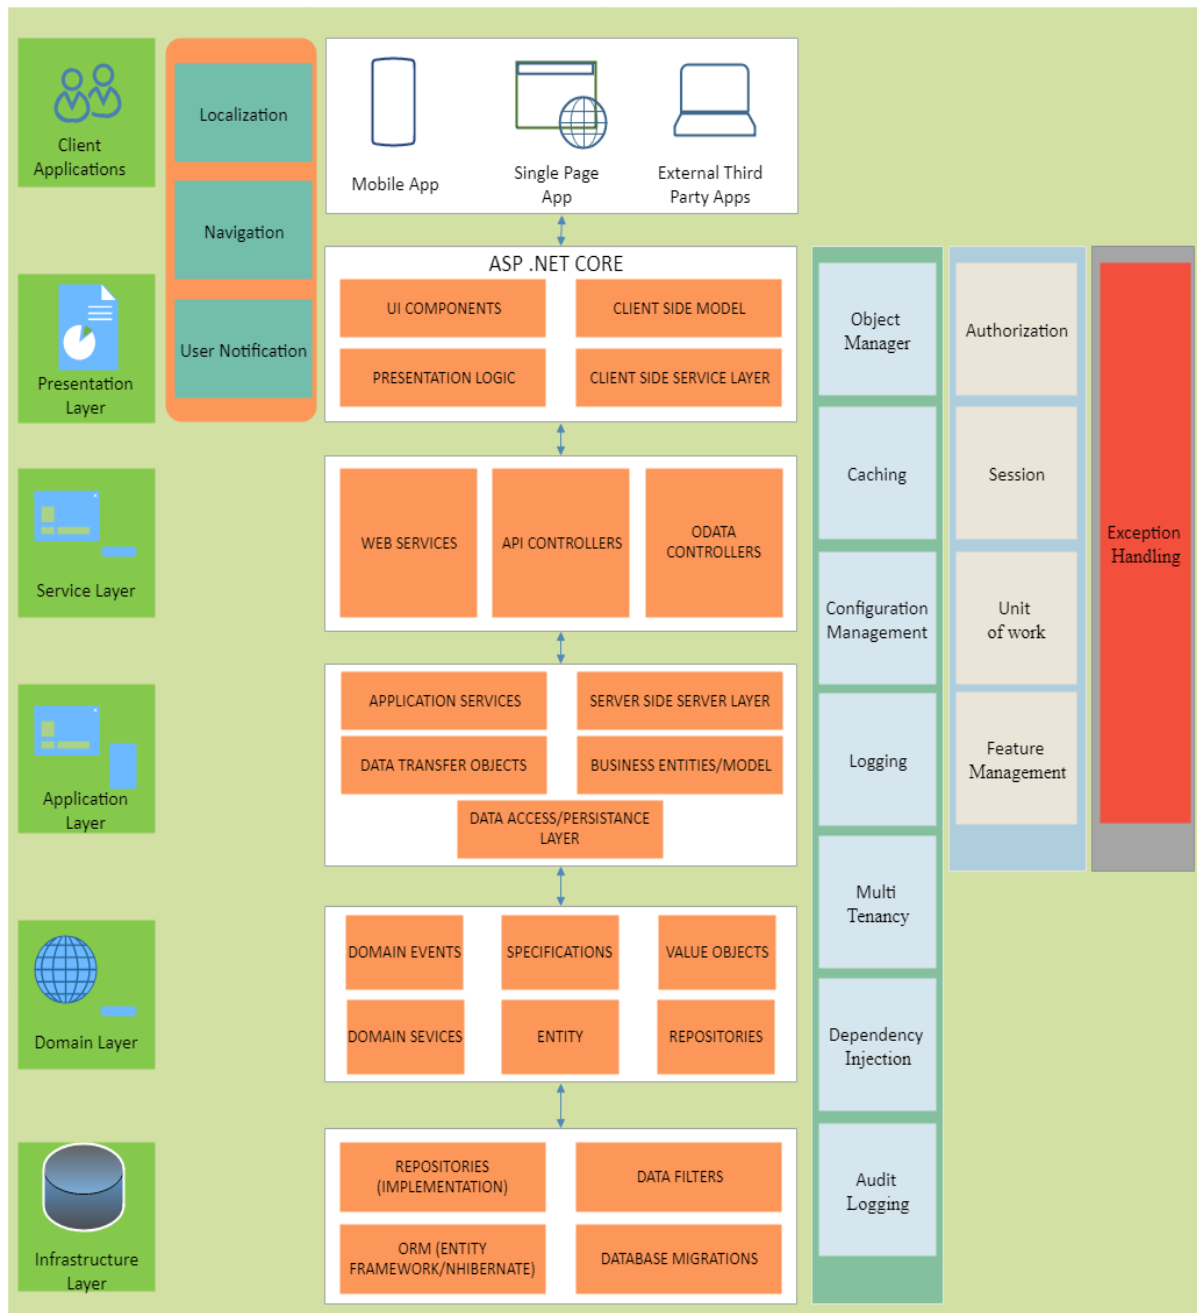 Client
Applications
Localization
Navigation
User Notification
Mobile App
Single Page
App
External Third
Party Apps
Presentation
Layer
ASP .NET CORE
UI COMPONENTS
CLIENT SIDE MODEL
PRESENTATION LOGIC
CLIENT SIDE SERVICE LAYER
Service Layer
WEB SERVICES
API CONTROLLERS
ODATA
CONTROLLERS
Application
Layer
APPLICATION SERVICES
SERVER SIDE SERVER LAYER
DATA TRANSFER OBJECTS
BUSINESS ENTITIES/MODEL
DATA ACCESS/PERSISTANCE
LAYER
Domain Layer
DOMAIN EVENTS
SPECIFICATIONS
VALUE OBJECTS
DOMAIN SEVICES
ENTITY
REPOSITORIES
Infrastructure
Layer
REPOSITORIES
(IMPLEMENTATION)
DATA FILTERS
ORM (ENTITY
FRAMEWORK/NHIBERNATE)
DATABASE MIGRATIONS
Object
Manager
Caching
Configuration
Management
Logging
Multi
Tenancy
Dependency
Injection
Audit
Logging
Authorization
Session
Unit
of work
Feature
Management
Exception
Handling